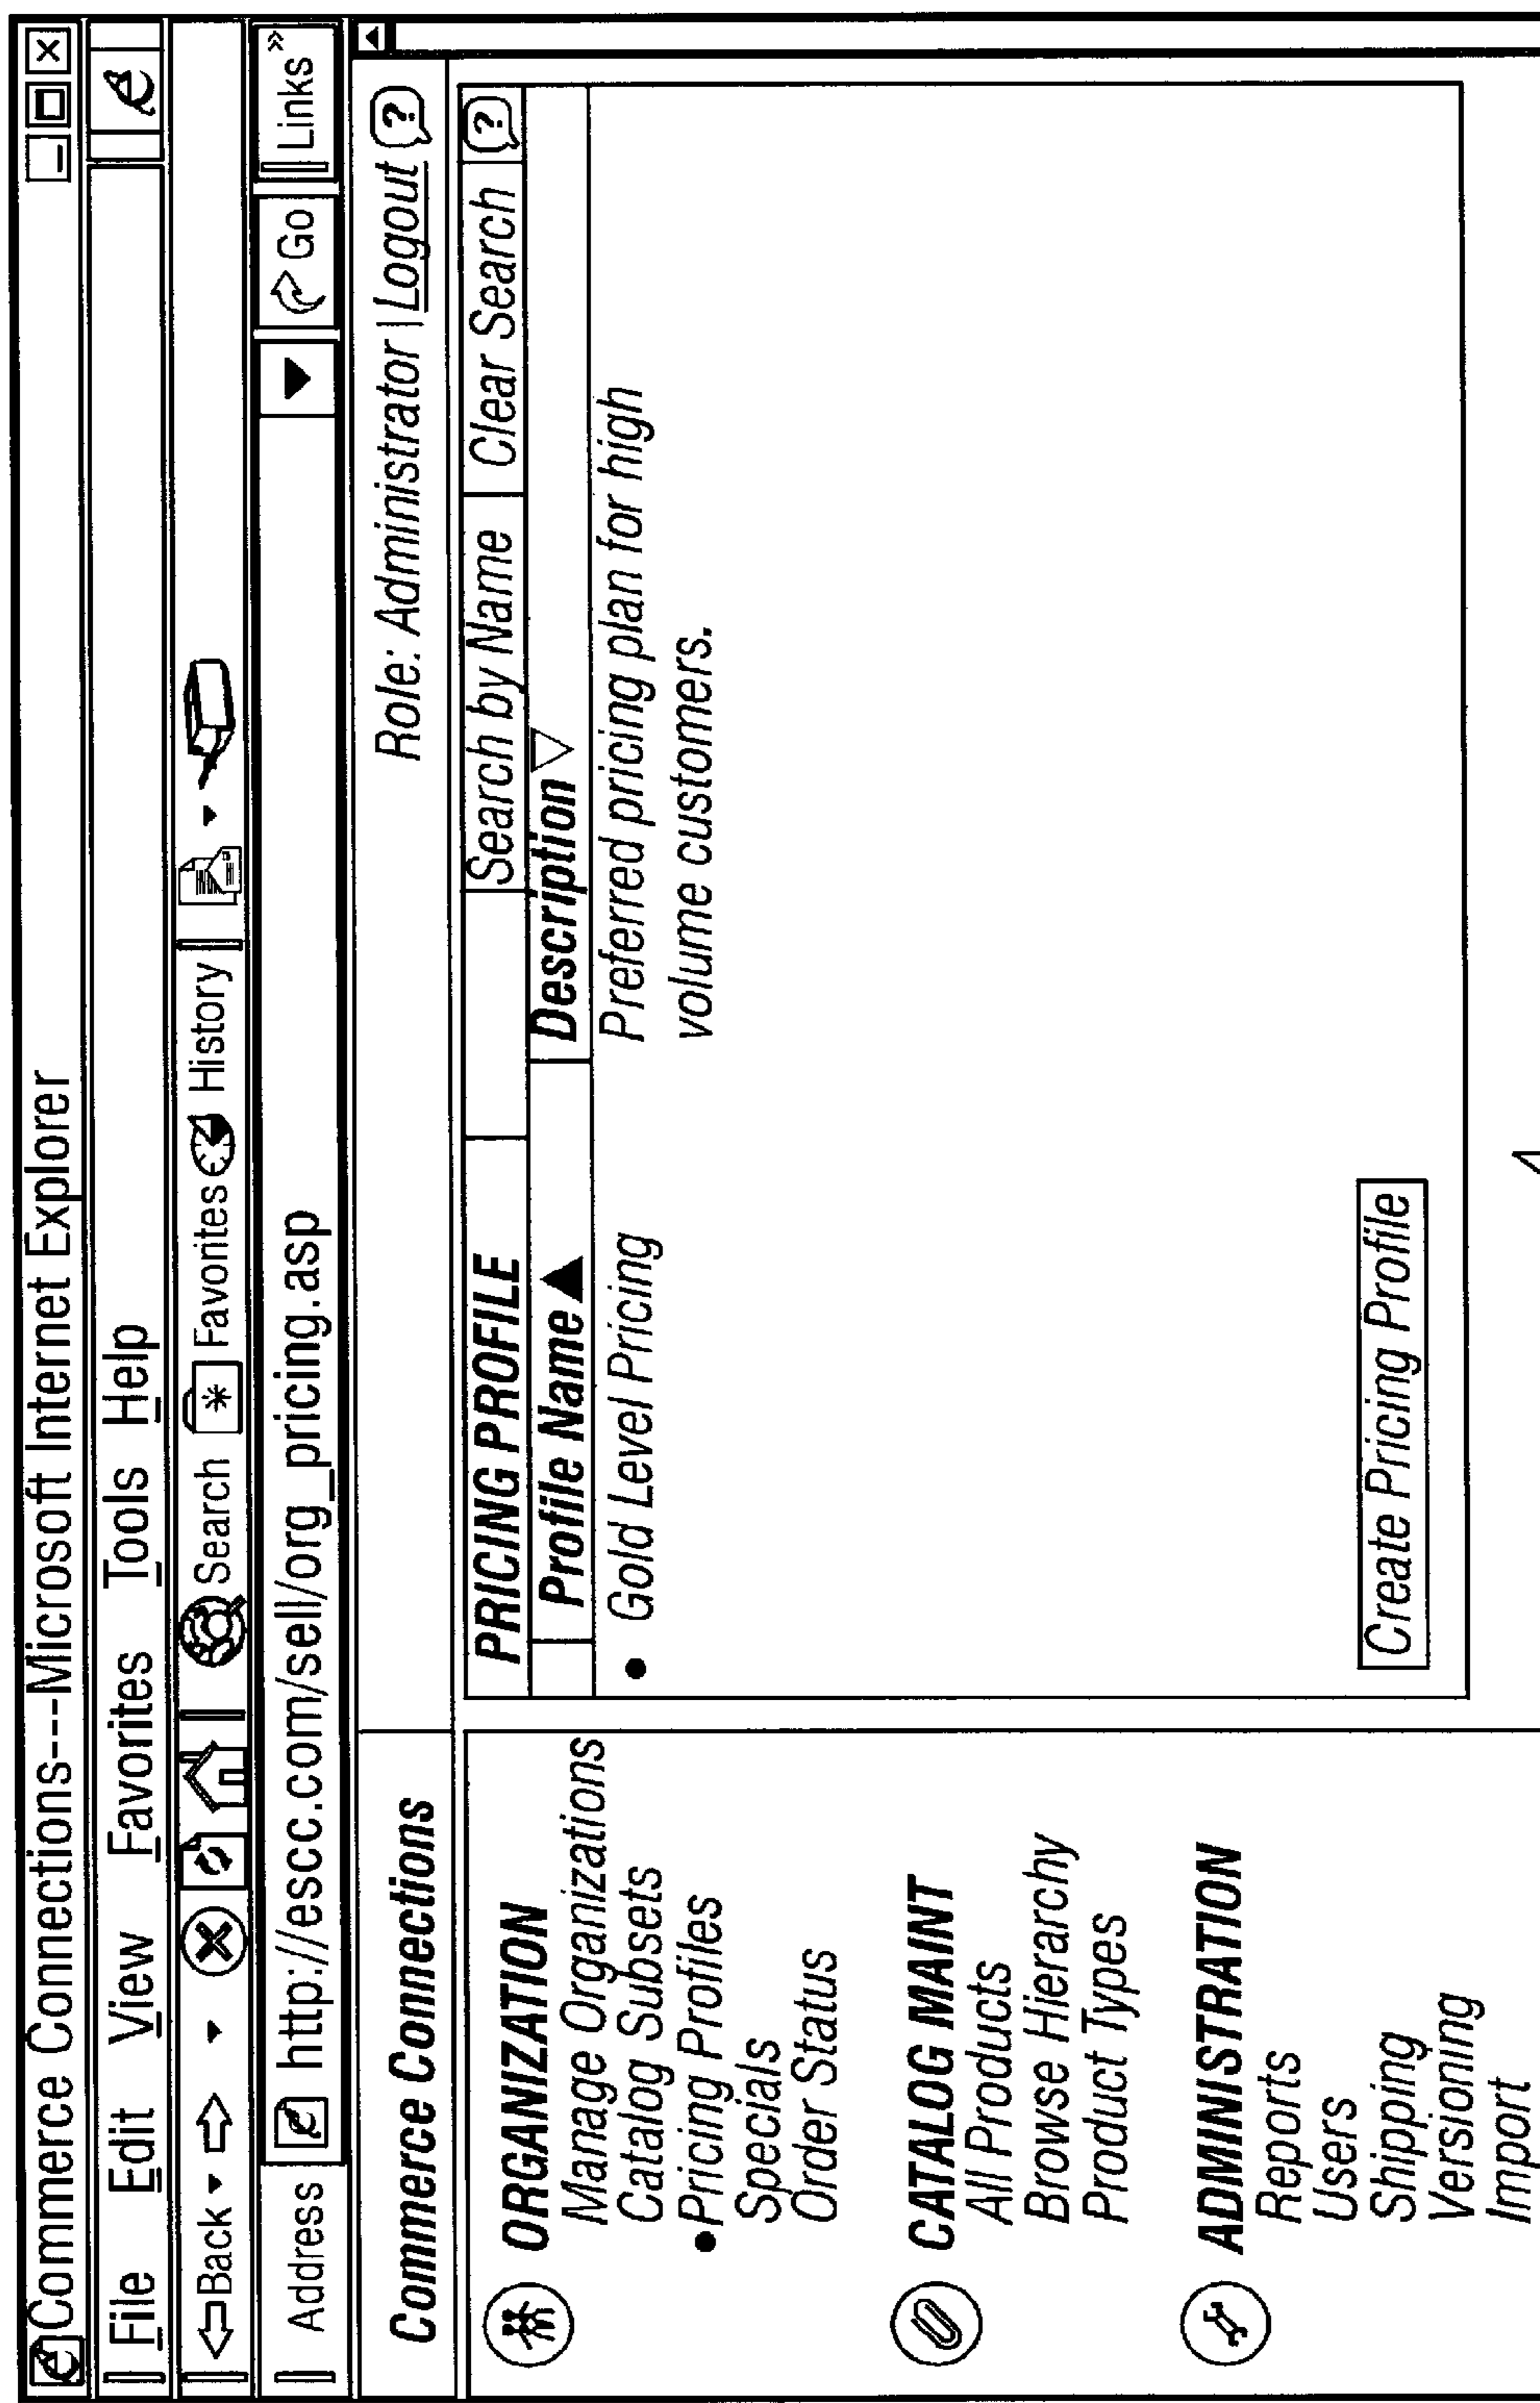 Commerce Connections---Microsoft Internet Explorer
File Edit View Favorites Tools Help
Back Search Favorites History
Address http://escc.com/sell/org_pricing.asp Go Links »
Commerce Connections Role: Administrator | Logout ?
ORGANIZATION
Manage Organizations
Catalog Subsets
•Pricing Profiles
Specials
Order Status
CATALOG MAINT
All Products
Browse Hierarchy
Product Types
ADMINISTRATION
Reports
Users
Shipping
Versioning
Import
PRICING PROFILE Search by Name Clear Search ?
Profile Name Description
• Gold Level Pricing Preferred pricing plan for high
volume customers.
Create Pricing Profile